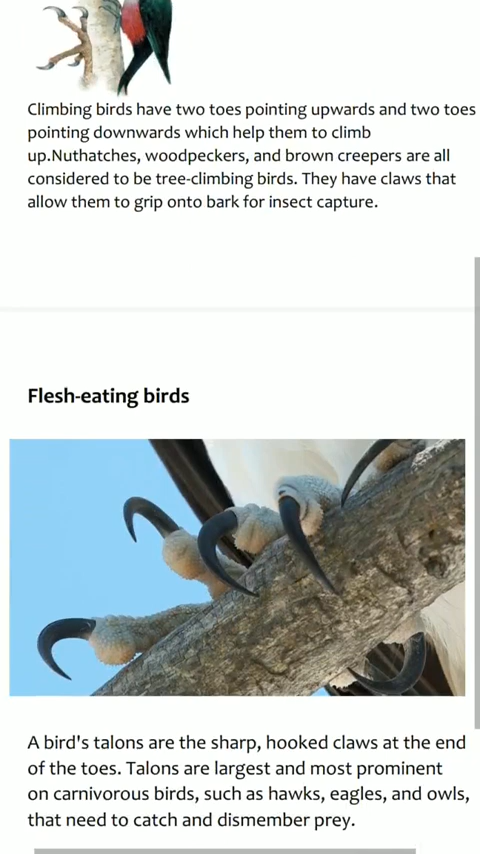 Climbing birds have two toes pointing upwards and two toes
pointing downwards which help them to climb
up.Nuthatches, woodpeckers, and brown creepers are all
considered to be tree-climbing birds. They have claws that
allow them to grip onto bark for insect capture.
Flesh-eating birds
A bird's talons are the sharp, hooked claws at the end
of the toes. Talons are largest and most prominent
on carnivorous birds, such as hawks, eagles, and owls,
that need to catch and dismember prey.